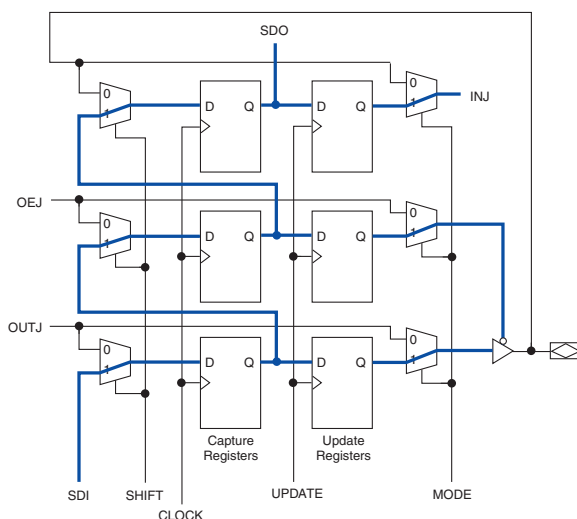 SDO
0
1
D Q
D Q
0
1
INJ
OEJ
0
1
D Q
D Q
0
1
OUTJ
0
1
D Q
D Q
0
1
Capture
Registers
Update
Registers
SDI
SHIFT
CLOCK
UPDATE
MODE